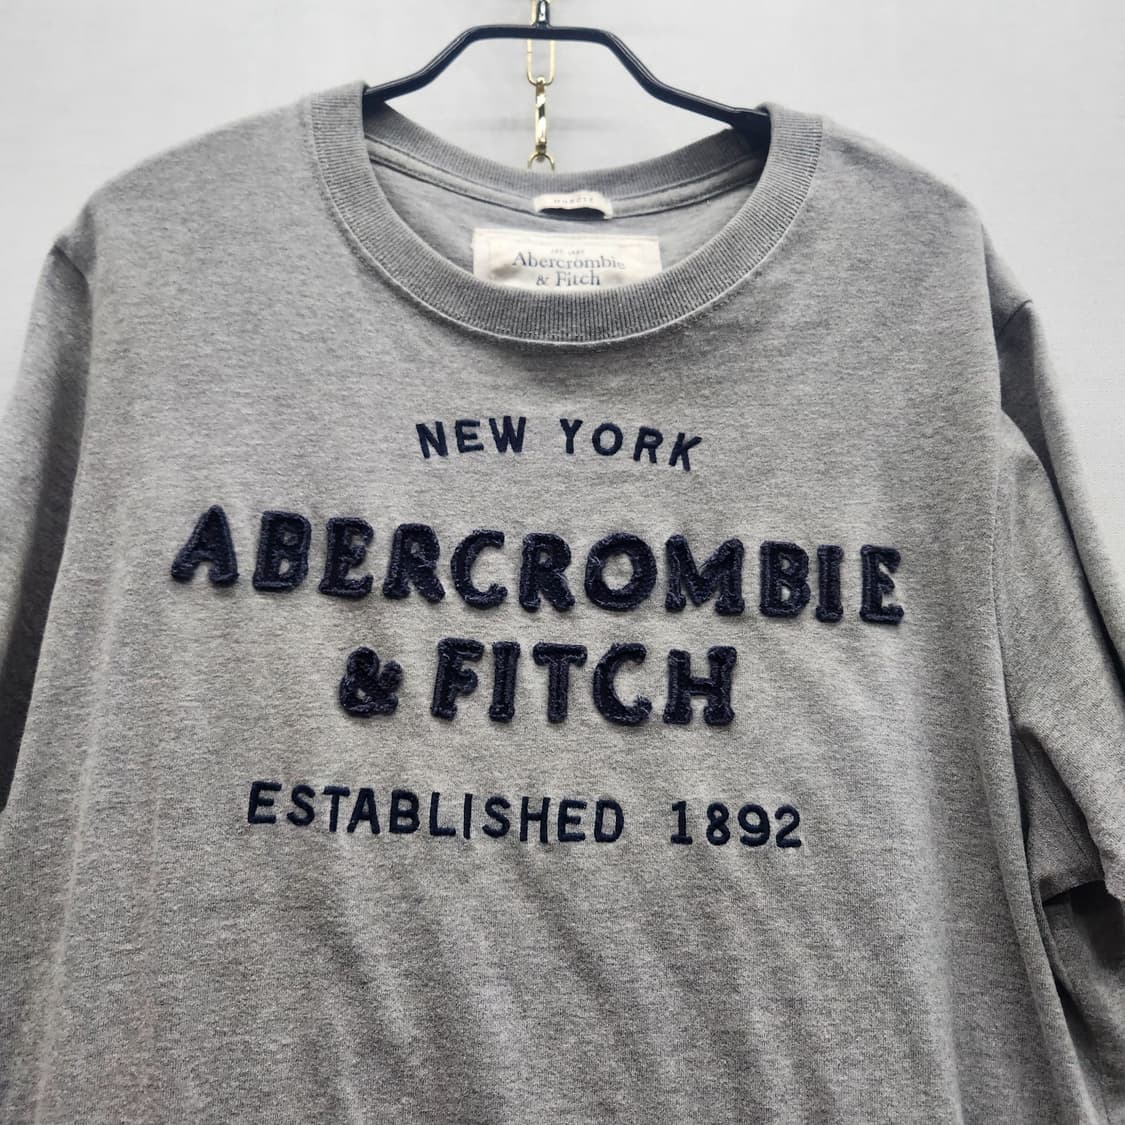 Abercrombie
& Fitch
NEW YORK
ABERCROMBIE
& FITCH
ESTABLISHED 1892